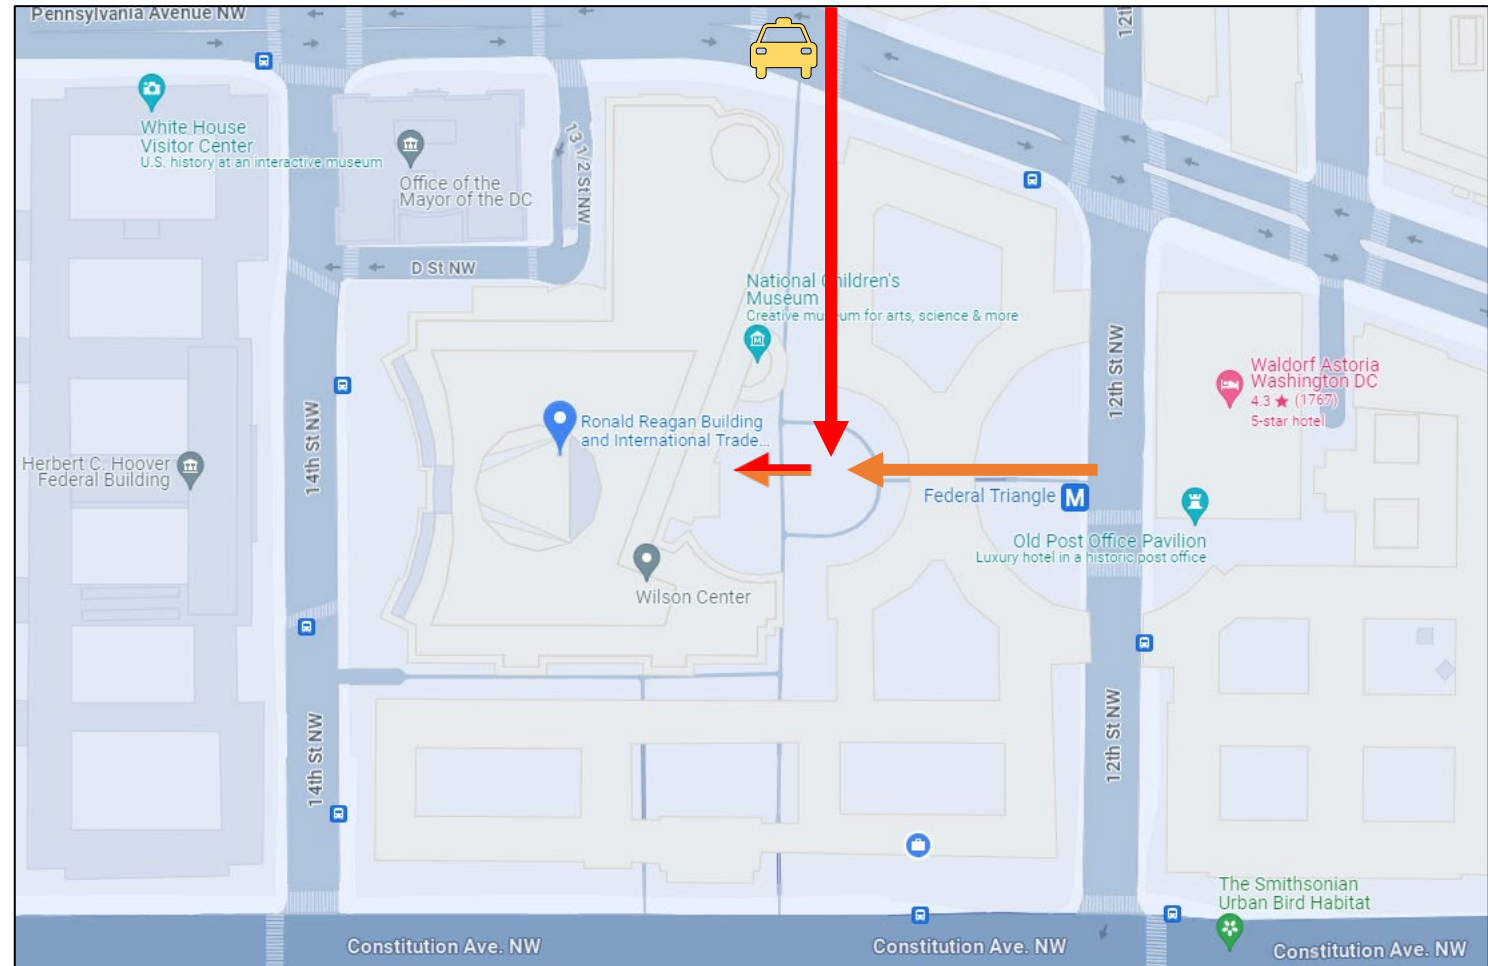 Pennsylvania Avenue NW
12th
White House
Visitor Center
U.S. history at an interactive museum
Office of the
Mayor of the DC
13 1/2 St NW
D St NW
National Children's
Museum
Creative museum for arts, science & more
12th St NW
Waldorf Astoria
Washington DC
4.3 ★ (1767)
5-star hotel
Ronald Reagan Building
and International Trade...
14th St NW
Herbert C. Hoover
Federal Building
Federal Triangle M
Old Post Office Pavilion
Luxury hotel in a historic post office
Wilson Center
14th St NW
12th St NW
The Smithsonian
Urban Bird Habitat
Constitution Ave. NW
Constitution Ave. NW
Constitution Ave. NW